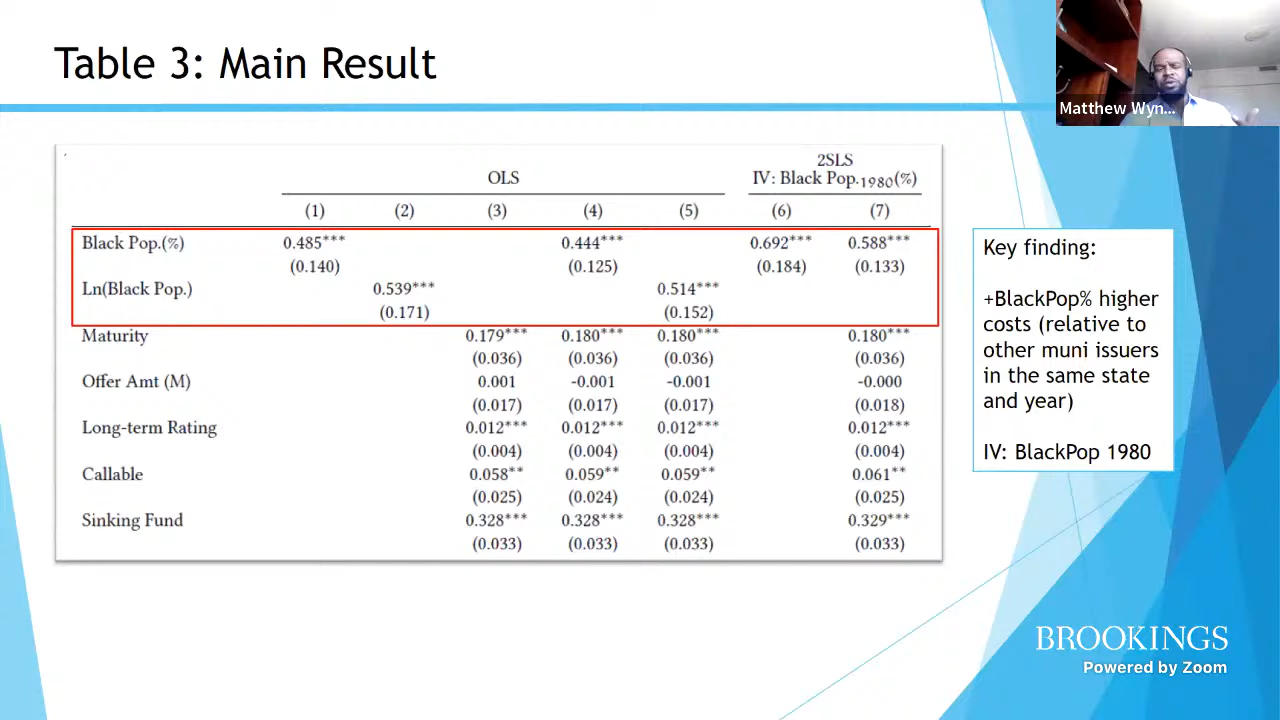 Table 3: Main Result
Matthew Wyn...
2SLS
OLS IV: Black Pop.1980(%)
(1) (2) (3) (4) (5) (6) (7)
Black Pop.(%) 0.485*** 0.444*** 0.692*** 0.588***
(0.140) (0.125) (0.184) (0.133)
Ln(Black Pop.) 0.539*** 0.514***
(0.171) (0.152)
Maturity 0.179*** 0.180*** 0.180*** 0.180***
(0.036) (0.036) (0.036) (0.036)
Offer Amt (M) 0.001 -0.001 -0.001 -0.000
(0.017) (0.017) (0.017) (0.018)
Long-term Rating 0.012*** 0.012*** 0.012*** 0.012***
(0.004) (0.004) (0.004) (0.004)
Callable 0.058** 0.059** 0.059** 0.061**
(0.025) (0.024) (0.024) (0.025)
Sinking Fund 0.328*** 0.328*** 0.328*** 0.329***
(0.033) (0.033) (0.033) (0.033)
Key finding:
+BlackPop% higher
costs (relative to
other muni issuers
in the same state
and year)
IV: BlackPop 1980
BROOKINGS
Powered by Zoom